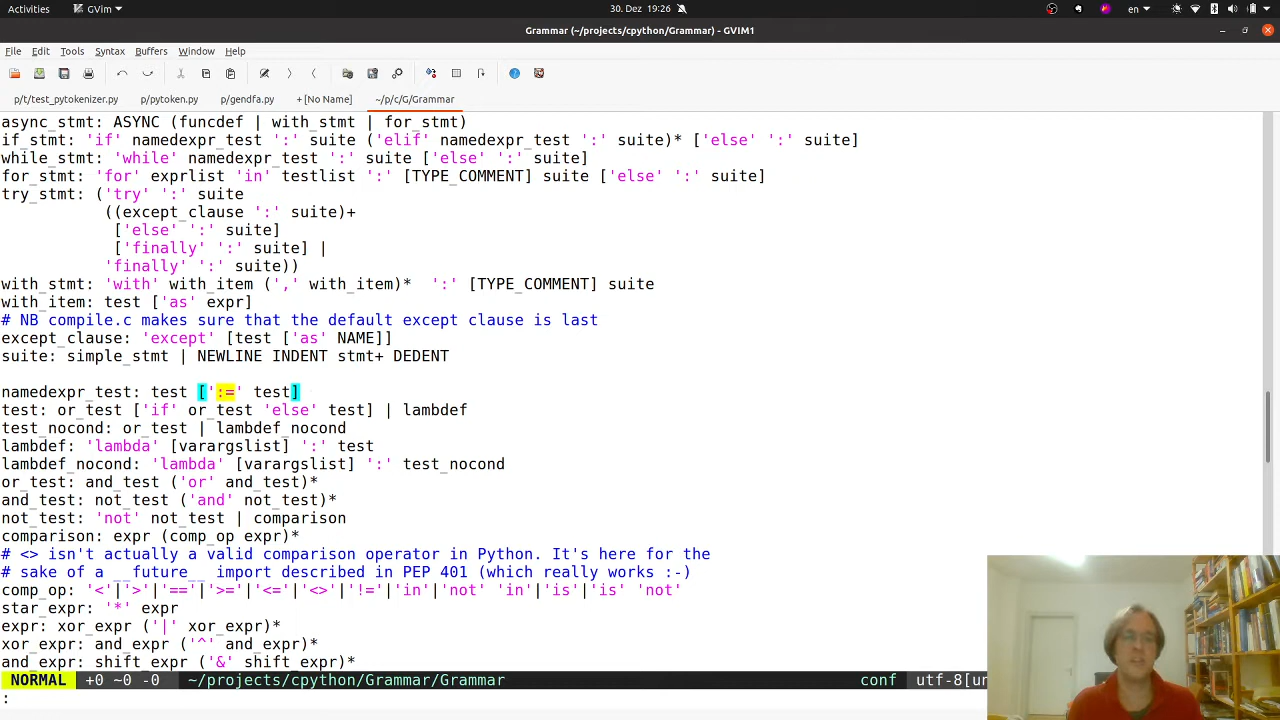 Activities GVim 30. Dez 19:26 en
Grammar (~/projects/cpython/Grammar) - GVIM1
File Edit Tools Syntax Buffers Window Help
p/t/test_pytokenizer.py p/pytoken.py p/gendfa.py + [No Name] ~/p/c/G/Grammar
async_stmt: ASYNC (funcdef | with_stmt | for_stmt)
if_stmt: 'if' namedexpr_test ':' suite ('elif' namedexpr_test ':' suite)* ['else' ':' suite]
while_stmt: 'while' namedexpr_test ':' suite ['else' ':' suite]
for_stmt: 'for' exprlist 'in' testlist ':' [TYPE_COMMENT] suite ['else' ':' suite]
try_stmt: ('try' ':' suite
((except_clause ':' suite)+
['else' ':' suite]
['finally' ':' suite] |
'finally' ':' suite))
with_stmt: 'with' with_item (',' with_item)*  ':' [TYPE_COMMENT] suite
with_item: test ['as' expr]
# NB compile.c makes sure that the default except clause is last
except_clause: 'except' [test ['as' NAME]]
suite: simple_stmt | NEWLINE INDENT stmt+ DEDENT
namedexpr_test: test [':=' test]
test: or_test ['if' or_test 'else' test] | lambdef
test_nocond: or_test | lambdef_nocond
lambdef: 'lambda' [varargslist] ':' test
lambdef_nocond: 'lambda' [varargslist] ':' test_nocond
or_test: and_test ('or' and_test)*
and_test: not_test ('and' not_test)*
not_test: 'not' not_test | comparison
comparison: expr (comp_op expr)*
# <> isn't actually a valid comparison operator in Python. It's here for the
# sake of a __future__ import described in PEP 401 (which really works :-)
comp_op: '<'|'>'|'=='|'>='|'<='|'<>'|'!='|'in'|'not' 'in'|'is'|'is' 'not'
star_expr: '*' expr
expr: xor_expr ('|' xor_expr)*
xor_expr: and_expr ('^' and_expr)*
and_expr: shift_expr ('&' shift_expr)*
NORMAL +0 ~0 -0 ~/projects/cpython/Grammar/Grammar conf utf-8[un
: